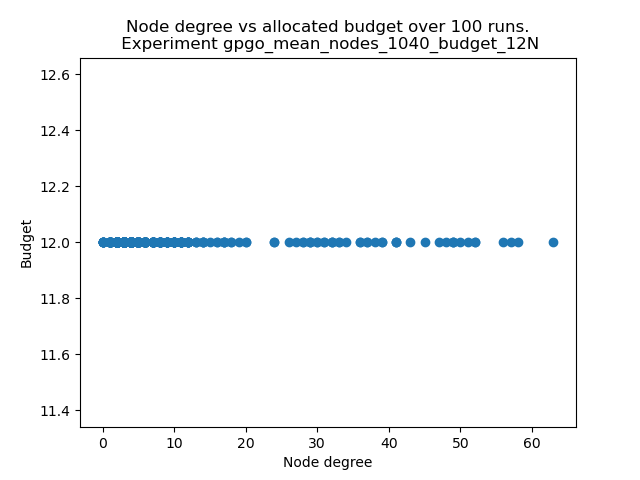 Node degree vs allocated budget over 100 runs.
Experiment gpgo_mean_nodes_1040_budget_12N
12.6
12.4
12.2
12.0
11.8
11.6
11.4
Budget
0 10 20 30 40 50 60
Node degree